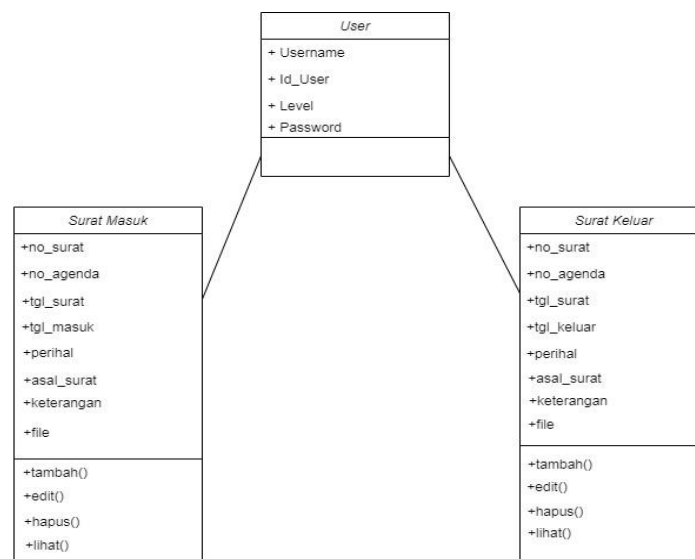 User
+ Username
+ Id_User
+ Level
+ Password
Surat Masuk
+no_surat
+no_agenda
+tgl_surat
+tgl_masuk
+perihal
+asal_surat
+keterangan
+file
+tambah()
+edit()
+hapus()
+lihat()
Surat Keluar
+no_surat
+no_agenda
+tgl_surat
+tgl_keluar
+perihal
+asal_surat
+keterangan
+file
+tambah()
+edit()
+hapus()
+lihat()